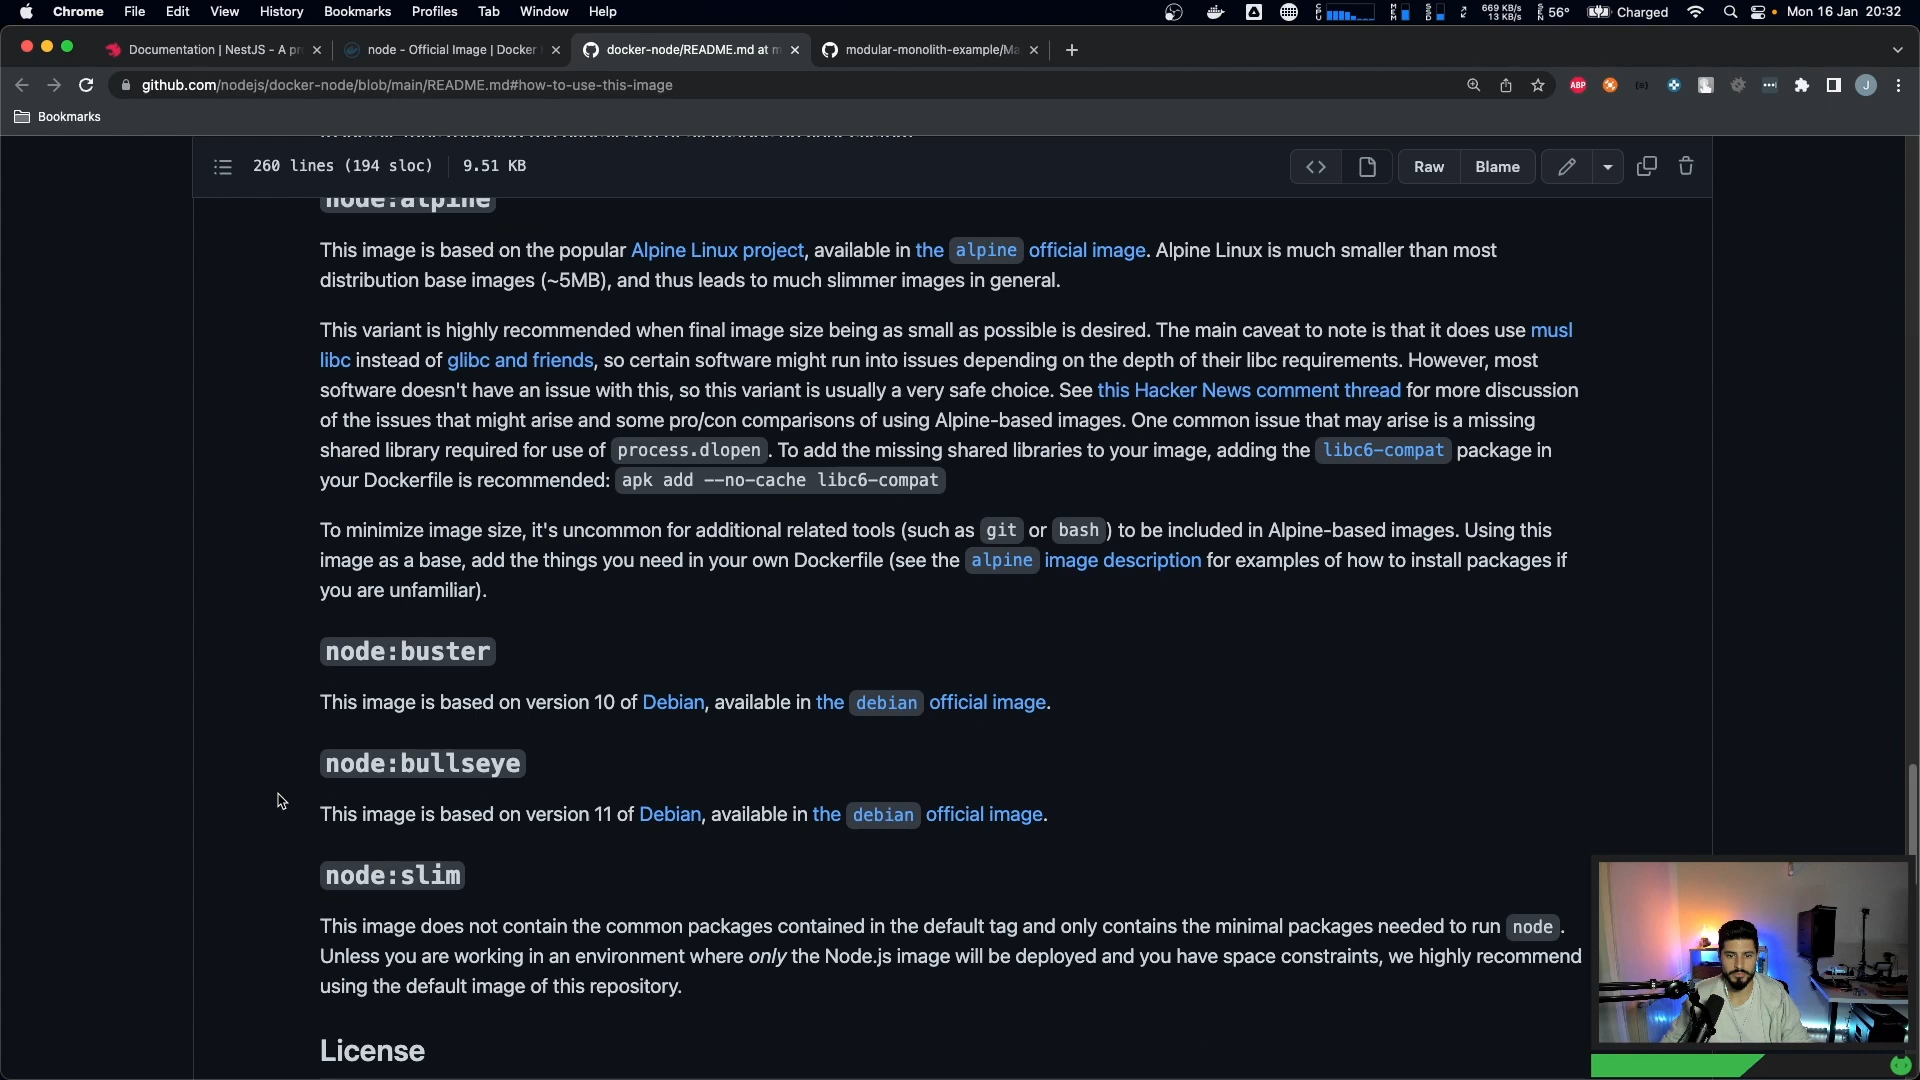 Chrome File Edit View History Bookmarks Profiles Tab Window Help
669 KB/s
13 KB/s
56°
Charged
Mon 16 Jan 20:32
Documentation | NestJS - A pr
node - Official Image | Docker
docker-node/README.md at m
modular-monolith-example/Ma
github.com/nodejs/docker-node/blob/main/README.md#how-to-use-this-image
ABP
J
Bookmarks
260 lines (194 sloc) 9.51 KB
Raw Blame
node:alpine
This image is based on the popular Alpine Linux project, available in the alpine official image. Alpine Linux is much smaller than most
distribution base images (~5MB), and thus leads to much slimmer images in general.
This variant is highly recommended when final image size being as small as possible is desired. The main caveat to note is that it does use musl
libc instead of glibc and friends, so certain software might run into issues depending on the depth of their libc requirements. However, most
software doesn't have an issue with this, so this variant is usually a very safe choice. See this Hacker News comment thread for more discussion
of the issues that might arise and some pro/con comparisons of using Alpine-based images. One common issue that may arise is a missing
shared library required for use of process.dlopen. To add the missing shared libraries to your image, adding the libc6-compat package in
your Dockerfile is recommended: apk add --no-cache libc6-compat
To minimize image size, it's uncommon for additional related tools (such as git or bash) to be included in Alpine-based images. Using this
image as a base, add the things you need in your own Dockerfile (see the alpine image description for examples of how to install packages if
you are unfamiliar).
node:buster
This image is based on version 10 of Debian, available in the debian official image.
node:bullseye
This image is based on version 11 of Debian, available in the debian official image.
node:slim
This image does not contain the common packages contained in the default tag and only contains the minimal packages needed to run node.
Unless you are working in an environment where only the Node.js image will be deployed and you have space constraints, we highly recommend
using the default image of this repository.
License